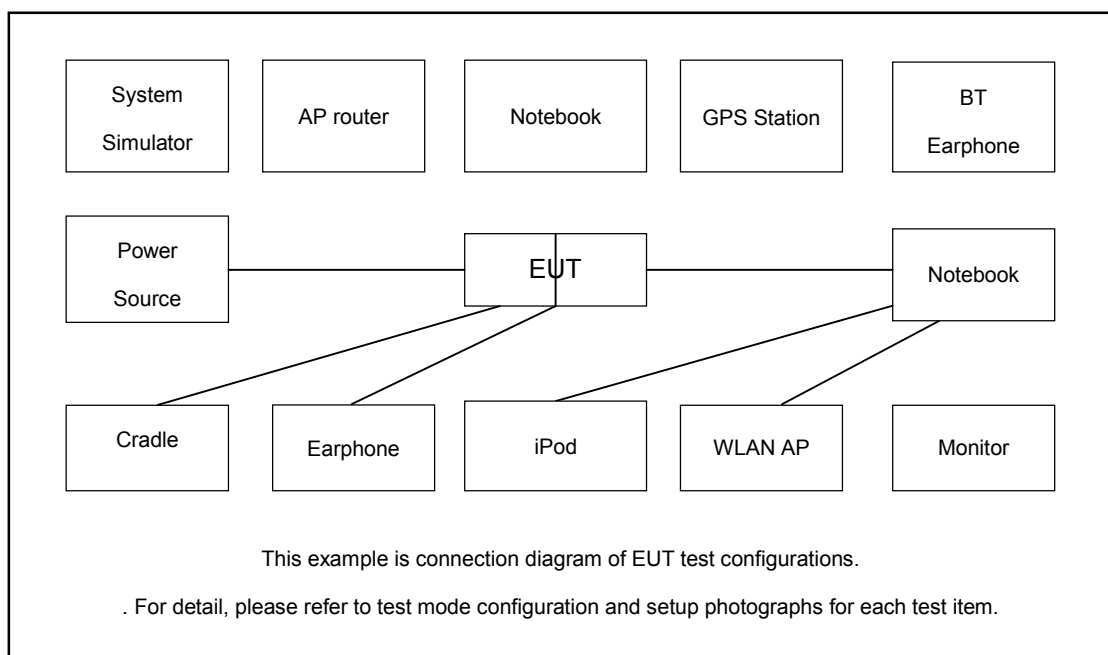 System
Simulator
AP router
Notebook
GPS Station
BT
Earphone
Power
Source
EUT
Notebook
Cradle
Earphone
iPod
WLAN AP
Monitor
This example is connection diagram of EUT test configurations.
. For detail, please refer to test mode configuration and setup photographs for each test item.